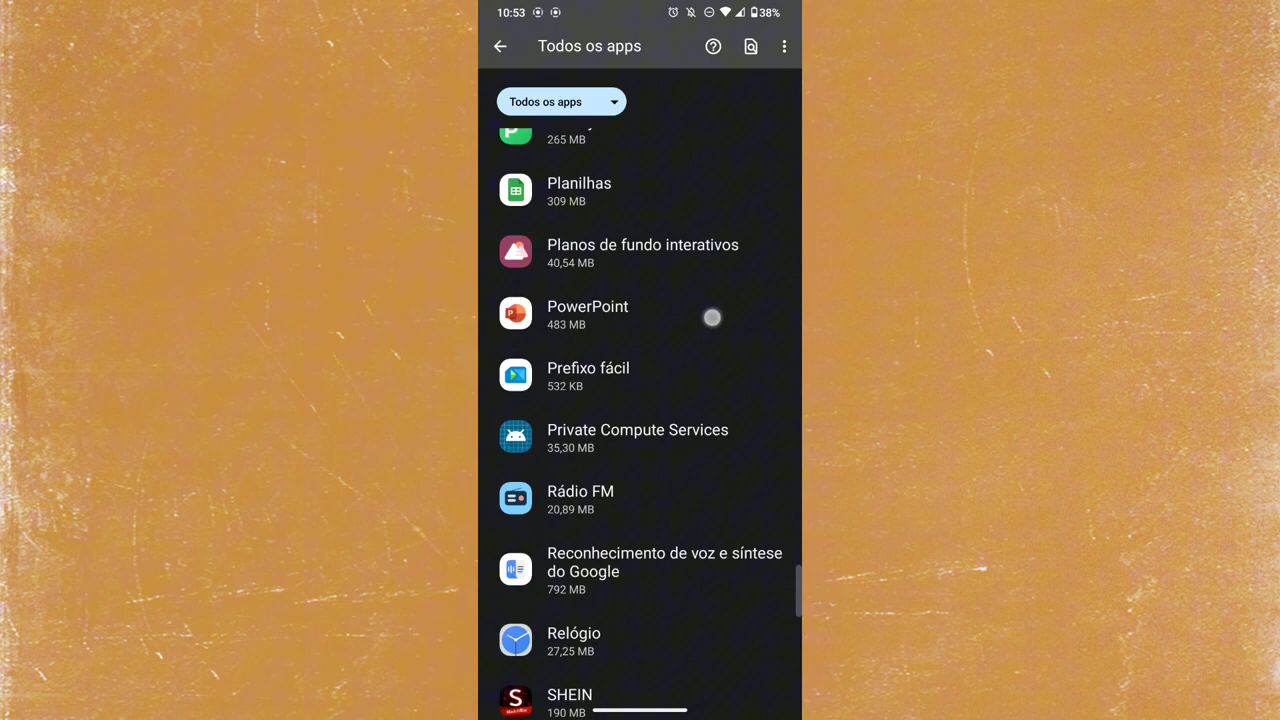 10:53
38%
Todos os apps
Todos os apps
265 MB
Planilhas
309 MB
Planos de fundo interativos
40,54 MB
PowerPoint
483 MB
Prefixo fácil
532 KB
Private Compute Services
35,30 MB
Rádio FM
20,89 MB
Reconhecimento de voz e síntese
do Google
792 MB
Relógio
27,25 MB
SHEIN
190 MB